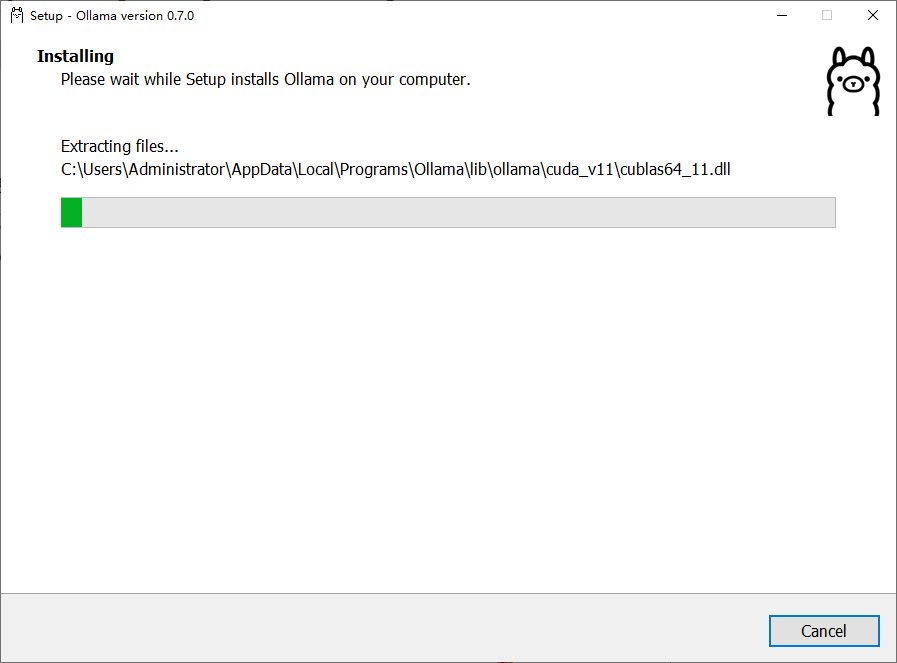 Setup - Ollama version 0.7.0
Installing
Please wait while Setup installs Ollama on your computer.
Extracting files...
C:\Users\Administrator\AppData\Local\Programs\Ollama\lib\ollama\cuda_v11\cublas64_11.dll
Cancel